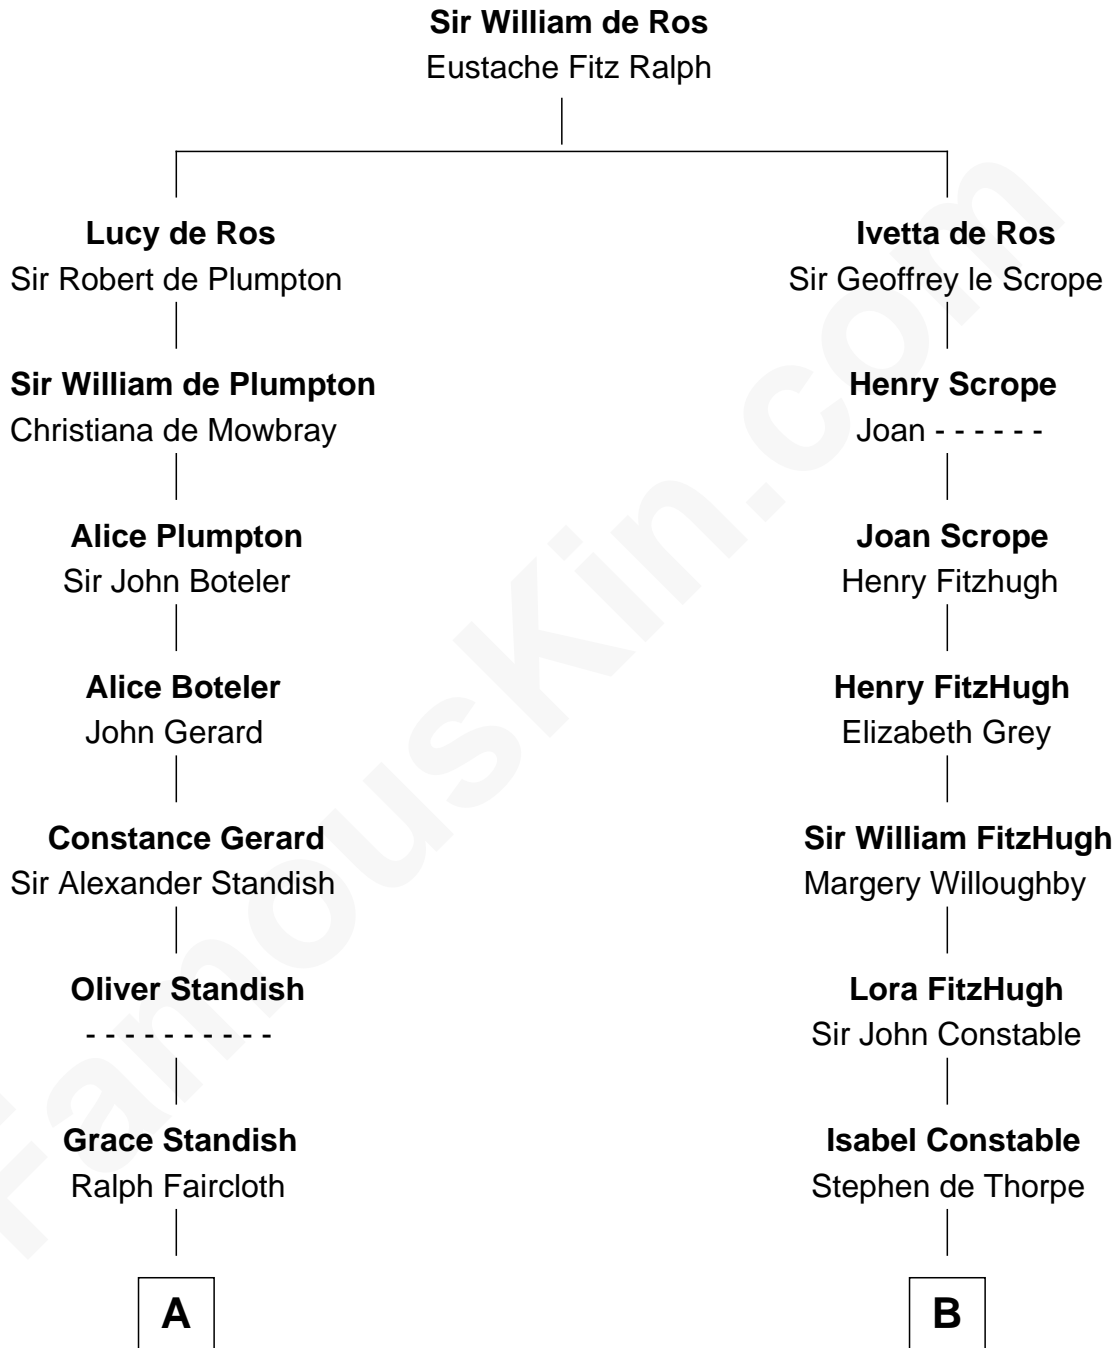 Sir William de Ros
Eustache Fitz Ralph
Lucy de Ros
Sir Robert de Plumpton
Ivetta de Ros
Sir Geoffrey le Scrope
Sir William de Plumpton
Christiana de Mowbray
Henry Scrope
Joan - - - - - -
Alice Plumpton
Sir John Boteler
Joan Scrope
Henry Fitzhugh
Alice Boteler
John Gerard
Henry FitzHugh
Elizabeth Grey
Constance Gerard
Sir Alexander Standish
Sir William FitzHugh
Margery Willoughby
Oliver Standish
- - - - - - - - - -
Lora FitzHugh
Sir John Constable
Grace Standish
Ralph Faircloth
Isabel Constable
Stephen de Thorpe
A
B
FamousKin.com